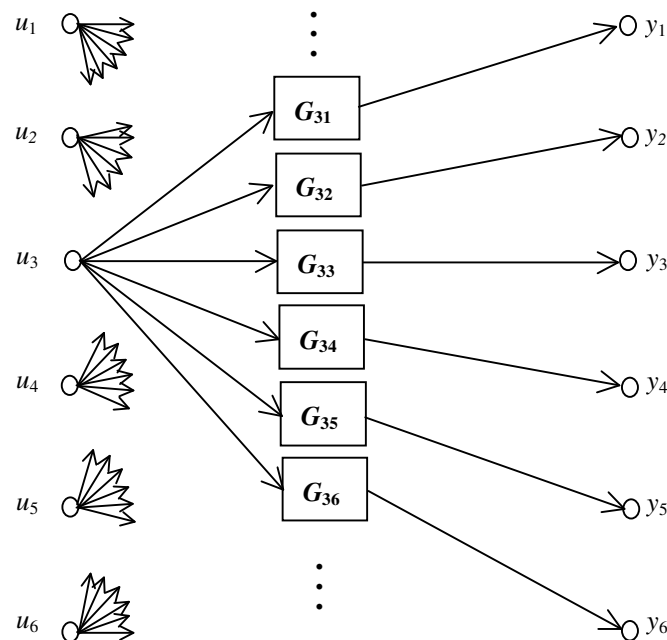 u₁ y₁
G₃₁
u₂ y₂
G₃₂
u₃ G₃₃ y₃
G₃₄
u₄ y₄
G₃₅
G₃₆
u₅ y₅
u₆ y₆